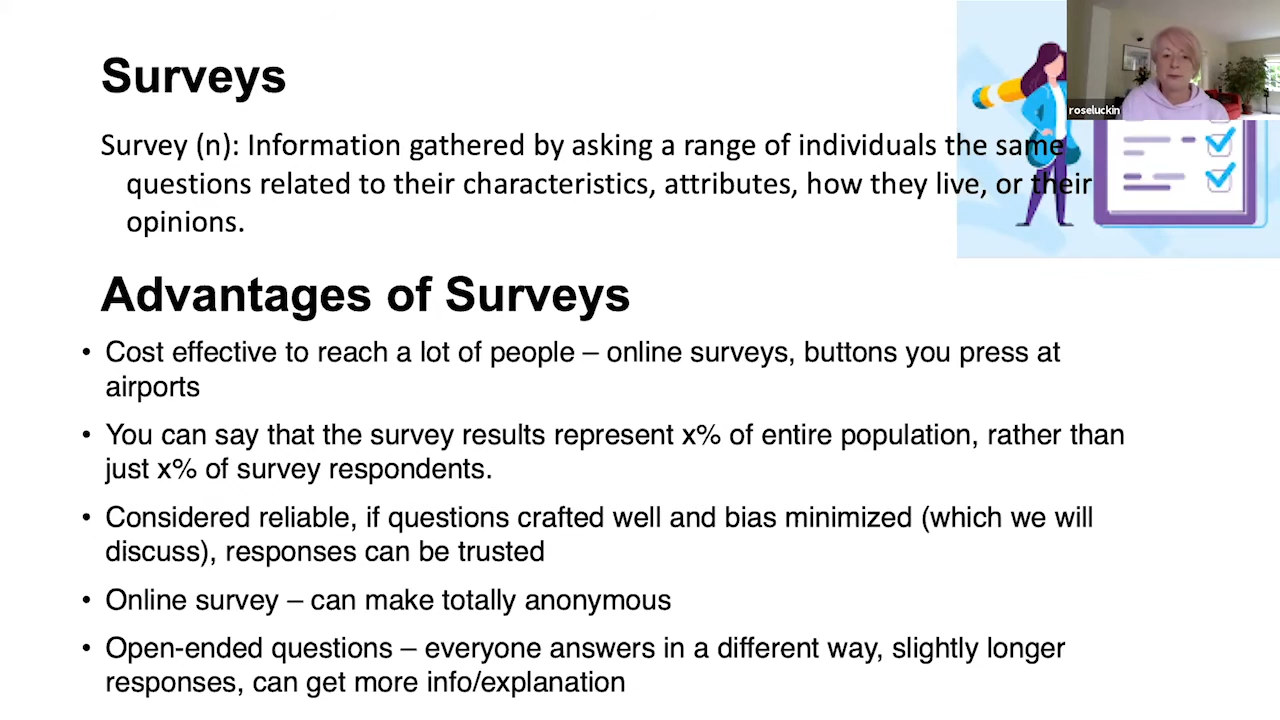 Surveys
roseluckin
Survey (n): Information gathered by asking a range of individuals the same
questions related to their characteristics, attributes, how they live, or their
opinions.
Advantages of Surveys
• Cost effective to reach a lot of people – online surveys, buttons you press at
airports
• You can say that the survey results represent x% of entire population, rather than
just x% of survey respondents.
• Considered reliable, if questions crafted well and bias minimized (which we will
discuss), responses can be trusted
• Online survey – can make totally anonymous
• Open-ended questions – everyone answers in a different way, slightly longer
responses, can get more info/explanation